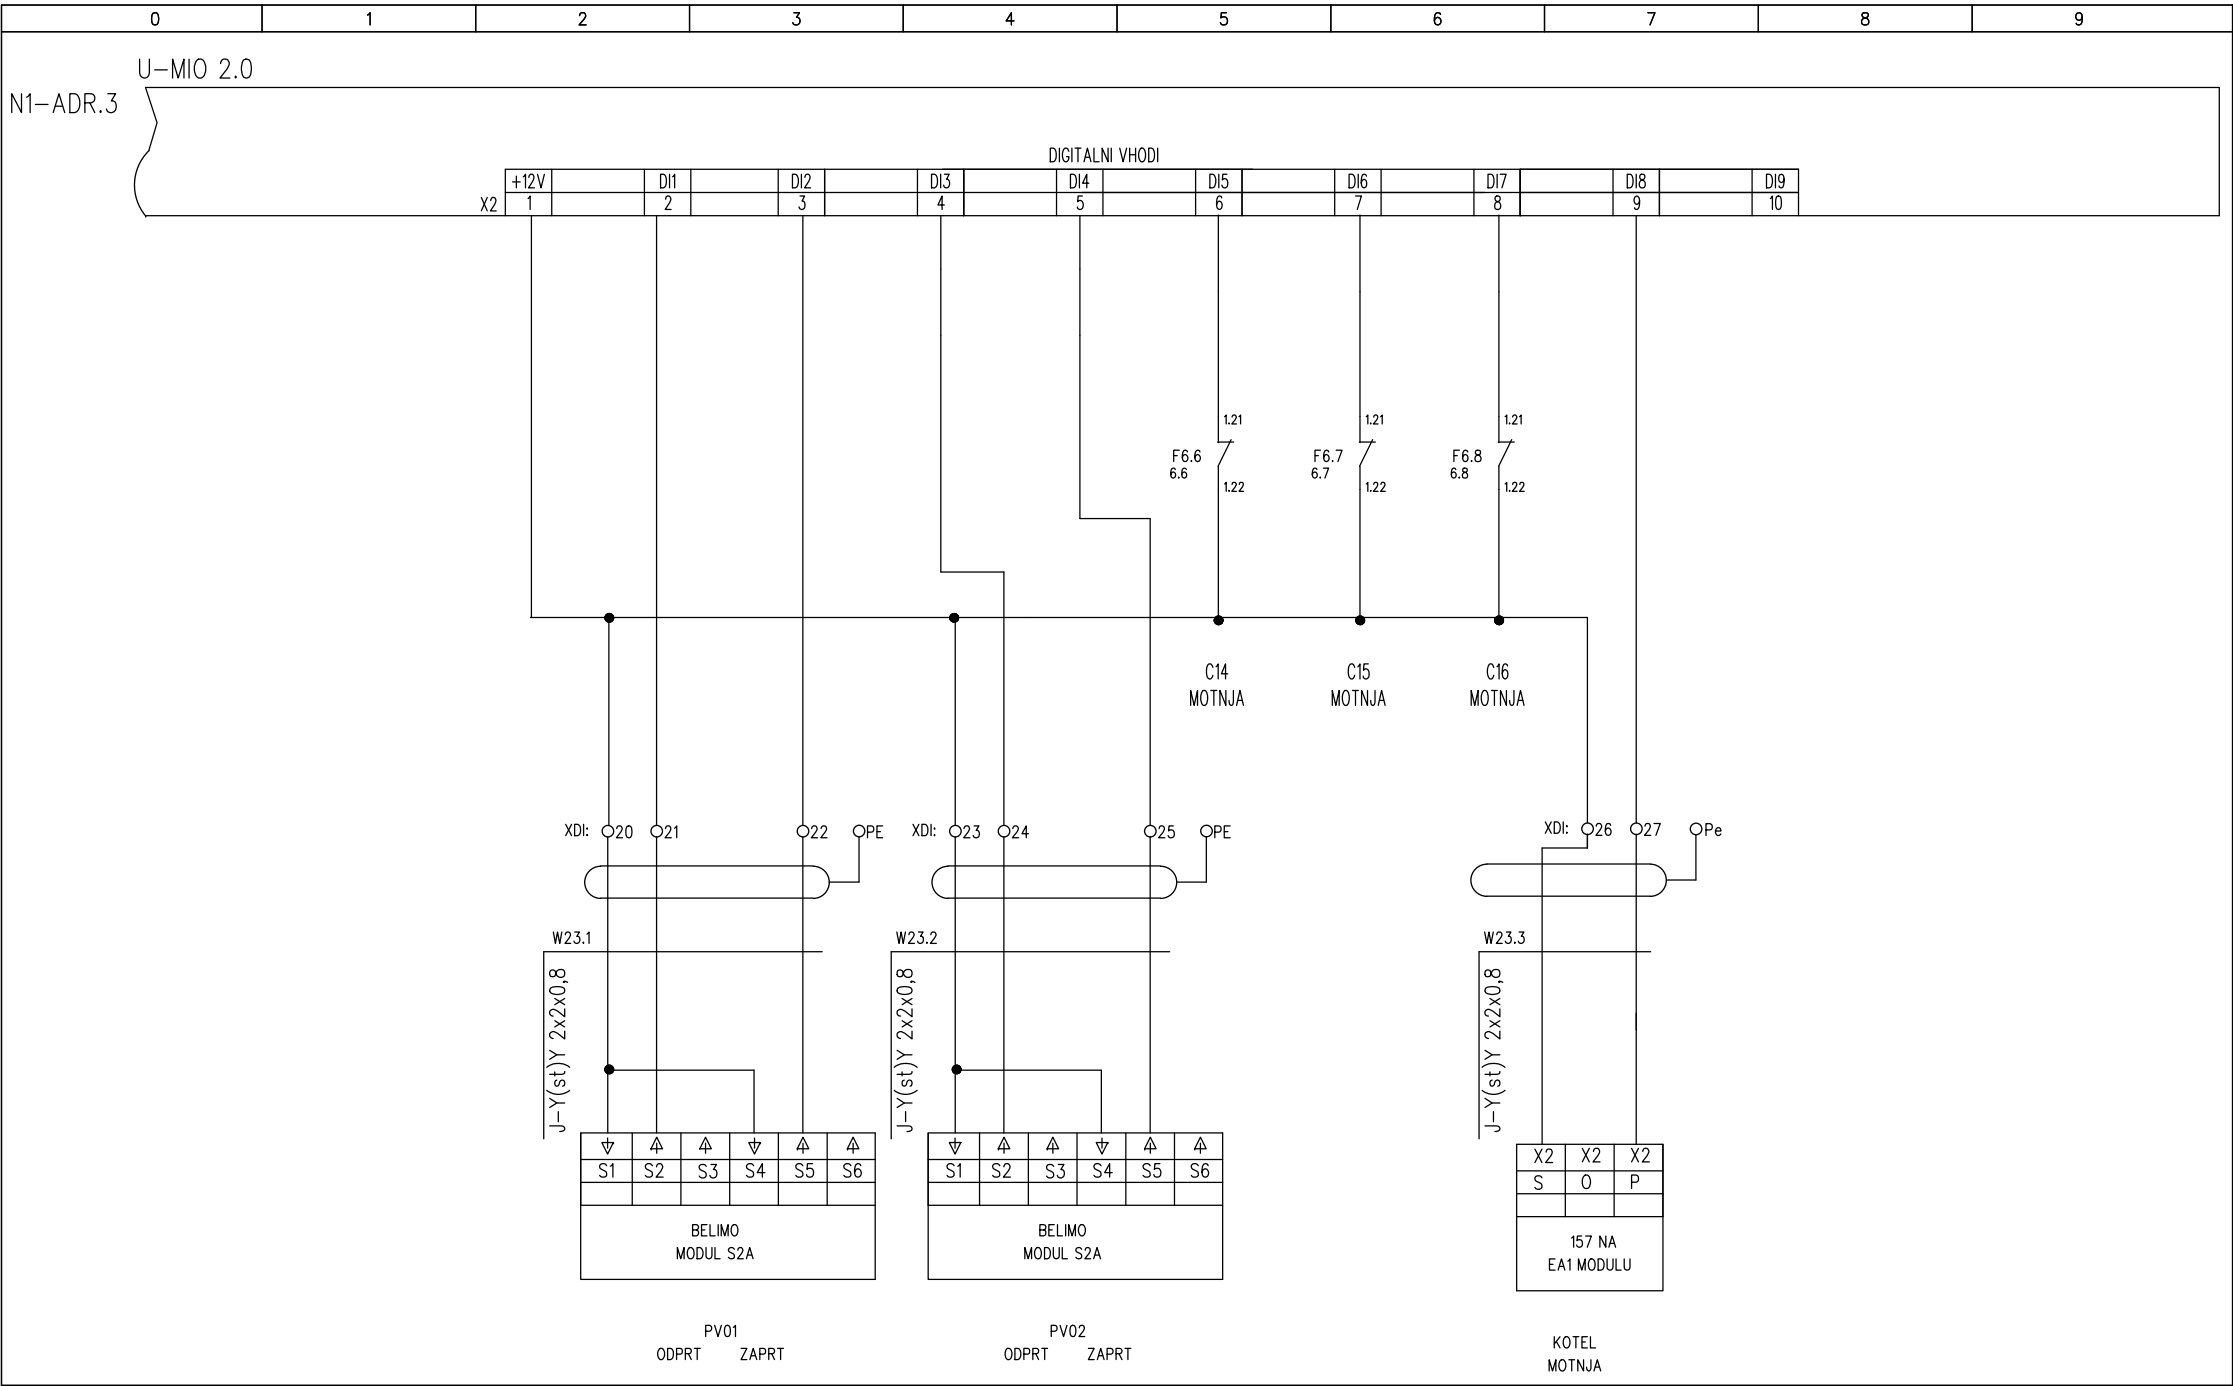 0 1 2 3 4 5 6 7 8 9
U-MIO 2.0
N1-ADR.3
DIGITALNI VHODI
+12V DI1 DI2 DI3 DI4 DI5 DI6 DI7 DI8 DI9
X2 1 2 3 4 5 6 7 8 9 10
1.21 1.21 1.21
F6.6 F6.7 F6.8
6.6 6.7 6.8
1.22 1.22 1.22
C14 C15 C16
MOTNJA MOTNJA MOTNJA
XDI: 20 21 22 PE XDI: 23 24 25 PE XDI: 26 27 Pe
W23.1 W23.2 W23.3
J-Y(st)Y 2x2x0,8 J-Y(st)Y 2x2x0,8 J-Y(st)Y 2x2x0,8
S1 S2 S3 S4 S5 S6 S1 S2 S3 S4 S5 S6
X2 X2 X2
S O P
BELIMO BELIMO
MODUL S2A MODUL S2A
157 NA
EA1 MODULU
PV01 PV02
ODPRT ZAPRT ODPRT ZAPRT
KOTEL
MOTNJA